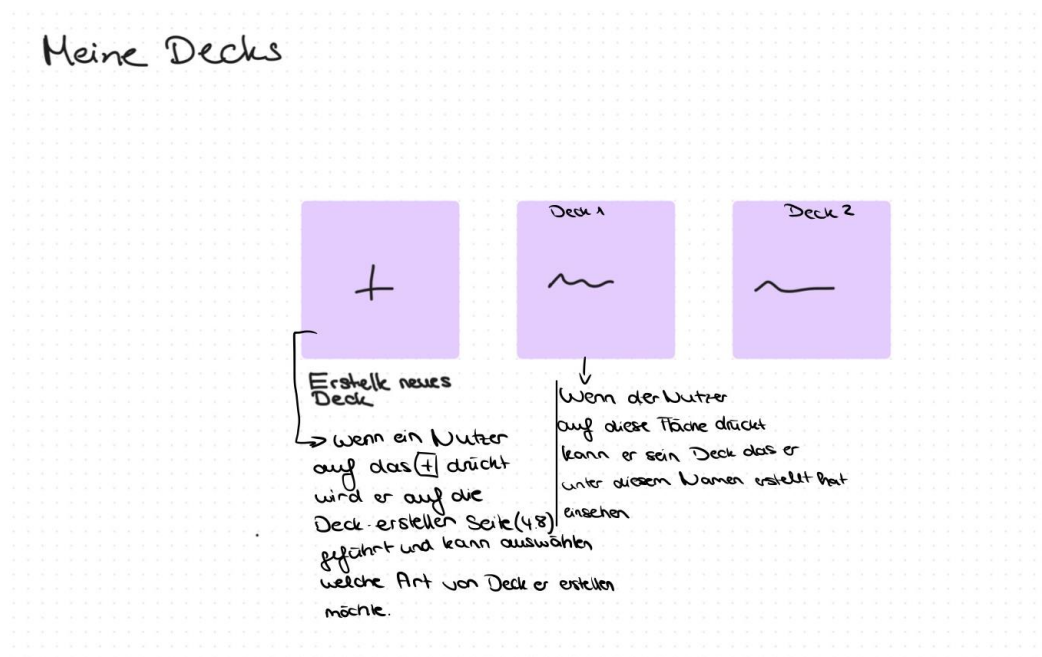 Meine Decks
Deck 1
Deck 2
+
Erstelle neues
Deck
→ wenn ein Nutzer
auf das + drückt
wird er auf die
Deck erstellen Seite (4.8)
geführt und kann auswählen
welche Art von Deck er erstellen
möchte.
Wenn der Nutzer
auf diese Fläche drückt
kann er sein Deck das er
unter diesem Namen erstellt hat
einsehen